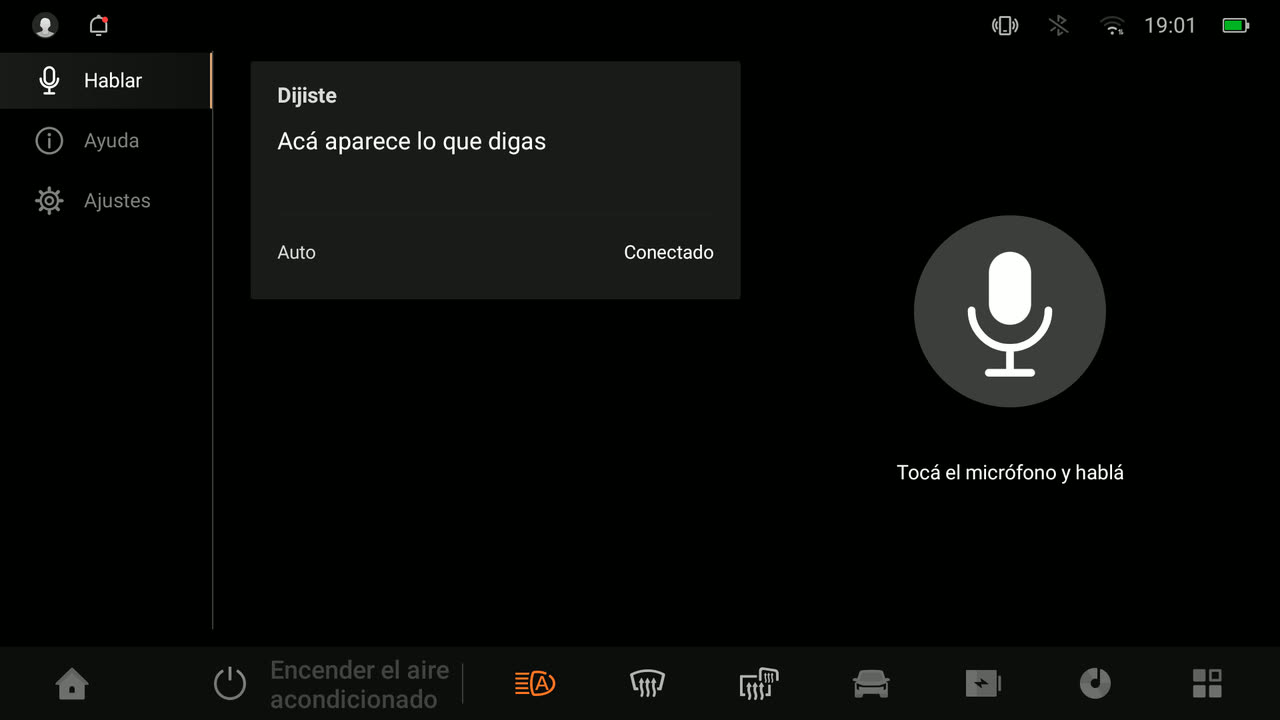 19:01
Hablar
Ayuda
Ajustes
Dijiste
Acá aparece lo que digas
Auto
Conectado
Tocá el micrófono y hablá
Encender el aire
acondicionado
A